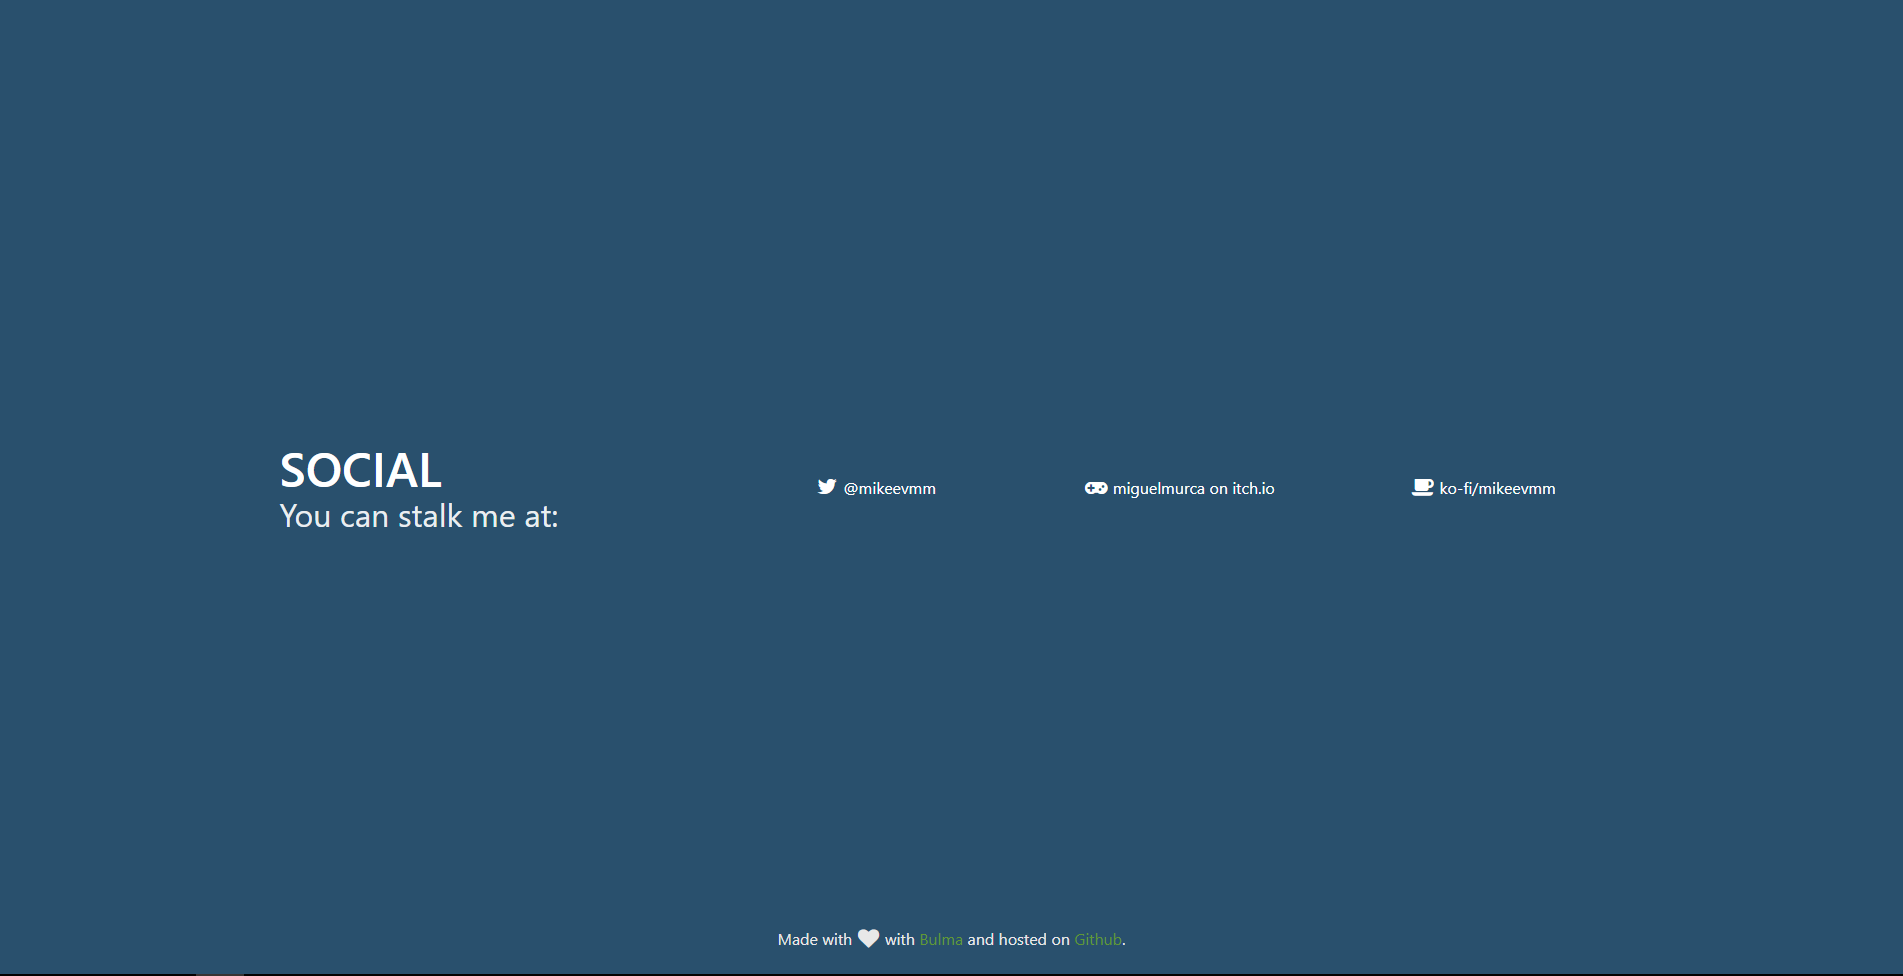 SOCIAL
You can stalk me at:
@mikeevmm
miguelmurca on itch.io
ko-fi/mikeevmm
Made with with Bulma and hosted on Github.